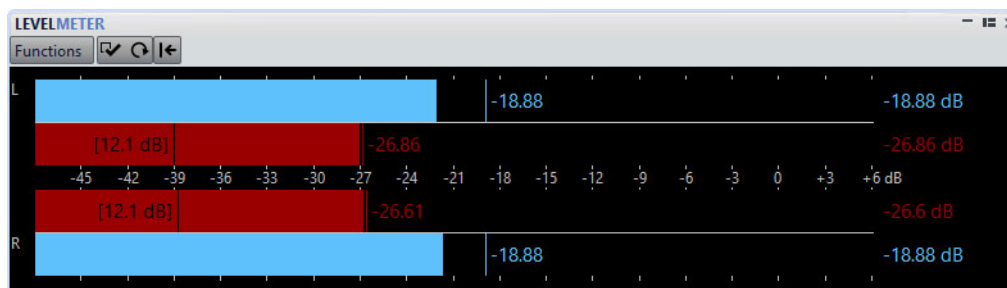 LEVELMETER
Functions
L
-18.88
-18.88 dB
[12.1 dB]
-26.86
-26.86 dB
-45 -42 -39 -36 -33 -30 -27 -24 -21 -18 -15 -12 -9 -6 -3 0 +3 +6 dB
[12.1 dB]
-26.61
-26.6 dB
R
-18.88
-18.88 dB